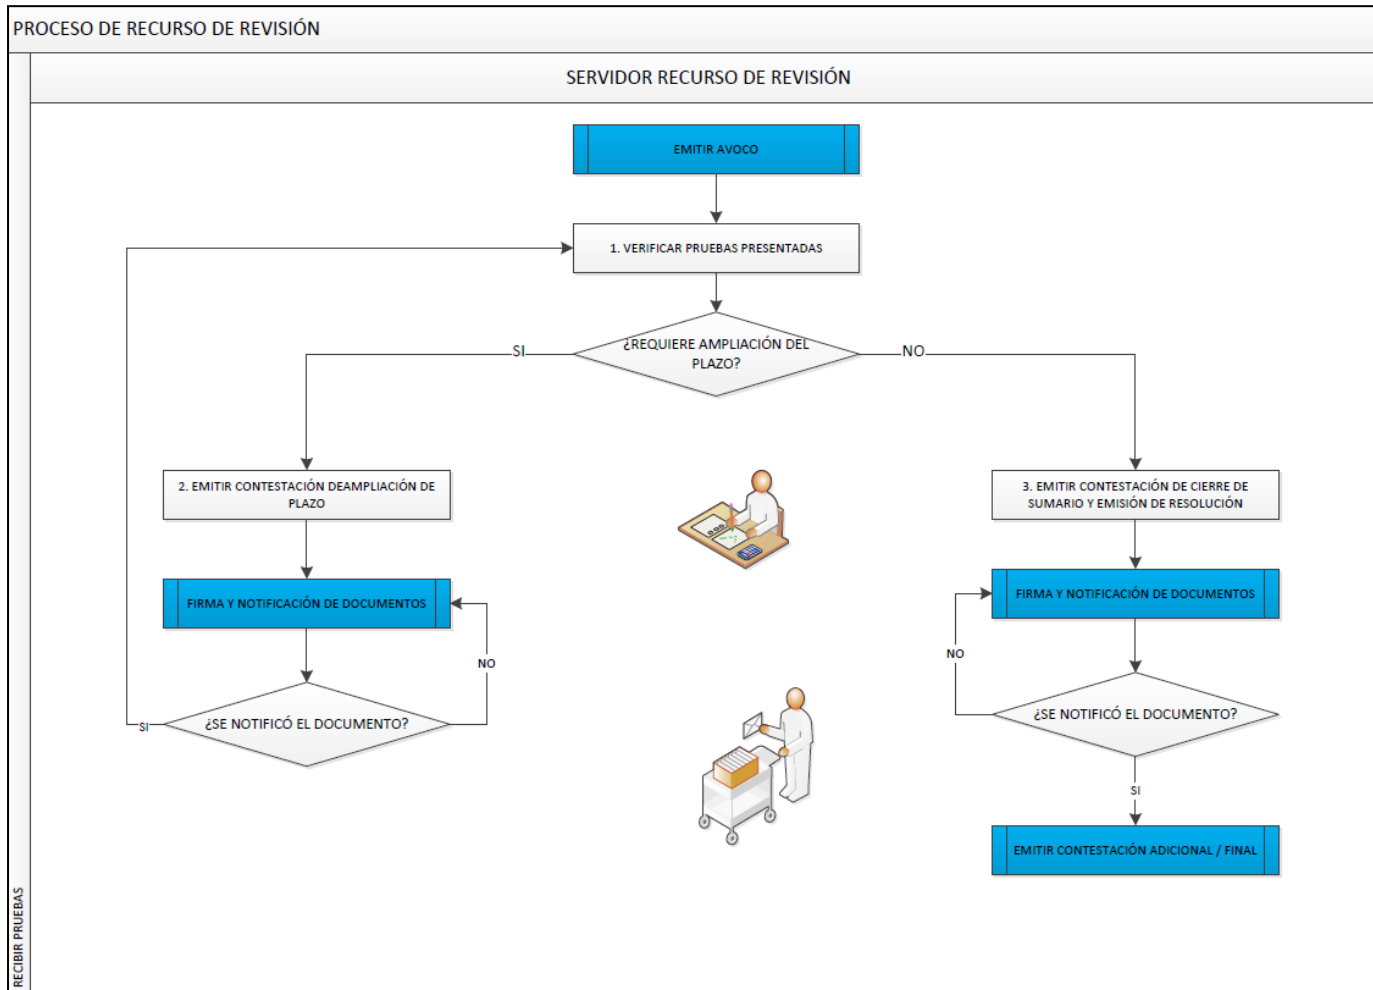 PROCESO DE RECURSO DE REVISIÓN
SERVIDOR RECURSO DE REVISIÓN
EMITIR AVOCO
1. VERIFICAR PRUEBAS PRESENTADAS
¿REQUIERE AMPLIACIÓN DEL
PLAZO?
SI
NO
2. EMITIR CONTESTACIÓN DEAMPLIACIÓN DE
PLAZO
3. EMITIR CONTESTACIÓN DE CIERRE DE
SUMARIO Y EMISIÓN DE RESOLUCIÓN
FIRMA Y NOTIFICACIÓN DE DOCUMENTOS
FIRMA Y NOTIFICACIÓN DE DOCUMENTOS
NO
NO
SI
¿SE NOTIFICÓ EL DOCUMENTO?
¿SE NOTIFICÓ EL DOCUMENTO?
SI
EMITIR CONTESTACIÓN ADICIONAL / FINAL
RECIBIR PRUEBAS